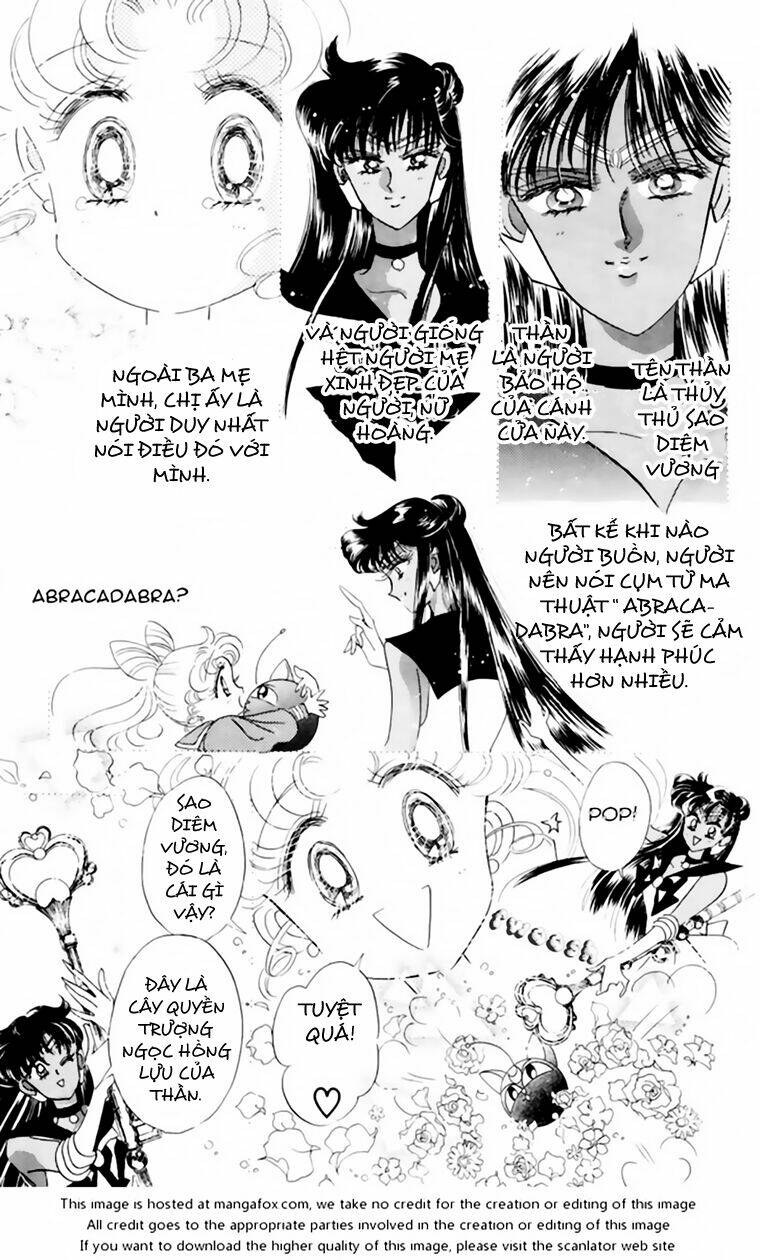 TÊN THẦN
LÀ THỦY
THỦ SAO
DIÊM
VƯƠNG
THẦN
LÀ NGƯỜI
BẢO HỘ
CỦA CÁNH
CỬA NÀY.
VÀ NGƯỜI GIỐNG
HỆT NGƯỜI MẸ
XINH ĐẸP CỦA
NGƯỜI, NỮ
HOÀNG.
NGOÀI BA MẸ
MÌNH, CHỊ ẤY LÀ
NGƯỜI DUY NHẤT
NÓI ĐIỀU ĐÓ VỚI
MÌNH.
BẤT KỂ KHI NÀO
NGƯỜI BUỒN, NGƯỜI
NÊN NÓI CỤM TỪ MA
THUẬT " ABRACA-
DABRA", NGƯỜI SẼ CẢM
THẤY HẠNH PHÚC
HƠN NHIỀU.
ABRACADABRA?
POP!
twoosh
SAO
DIÊM
VƯƠNG,
ĐÓ LÀ
CÁI GÌ
VẬY?
TUYỆT
QUÁ!
♡
ĐÂY LÀ
CÂY QUYỀN
TRƯỢNG
NGỌC HỒNG
LỰU CỦA
THẦN.
This image is hosted at mangafox.com, we take no credit for the creation or editing of this image
All credit goes to the appropriate parties involved in the creation or editing of this image
If you want to download the higher quality of this image, please visit the scanlator web site